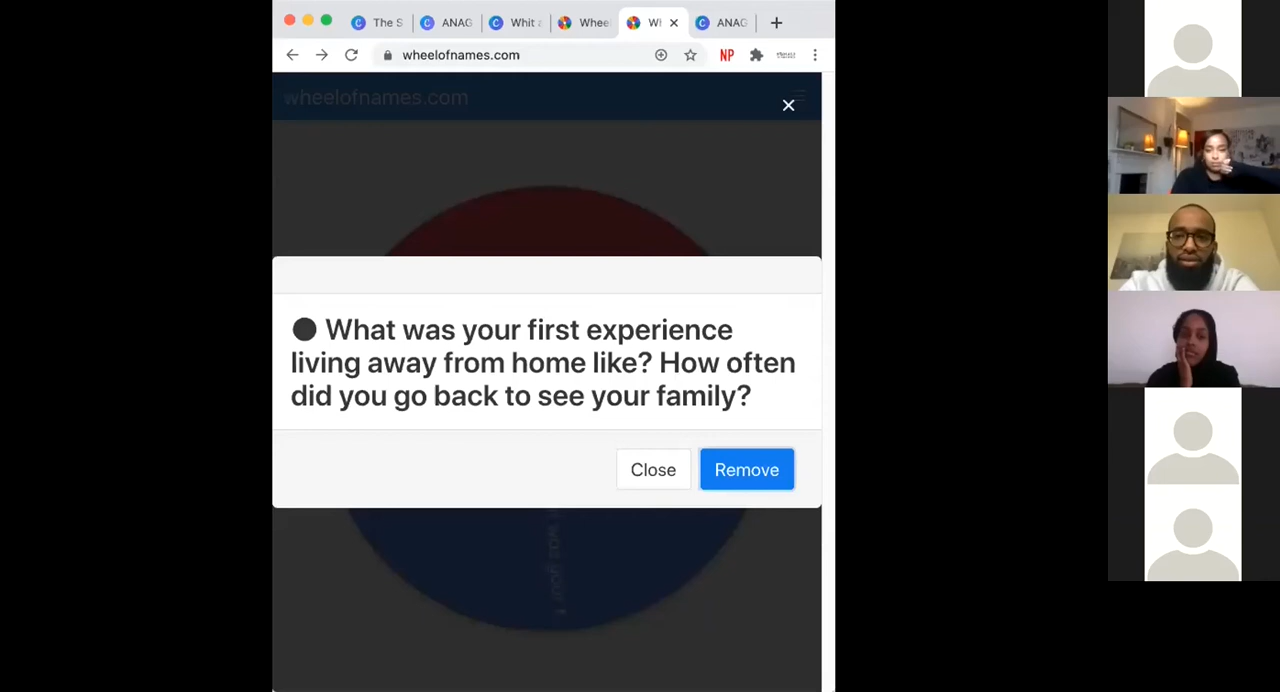 The S
ANAG
Whit a
Whee
Wh
ANAG
wheelofnames.com
NP
wheelofnames.com
What was your first experience
living away from home like? How often
did you go back to see your family?
Close
Remove